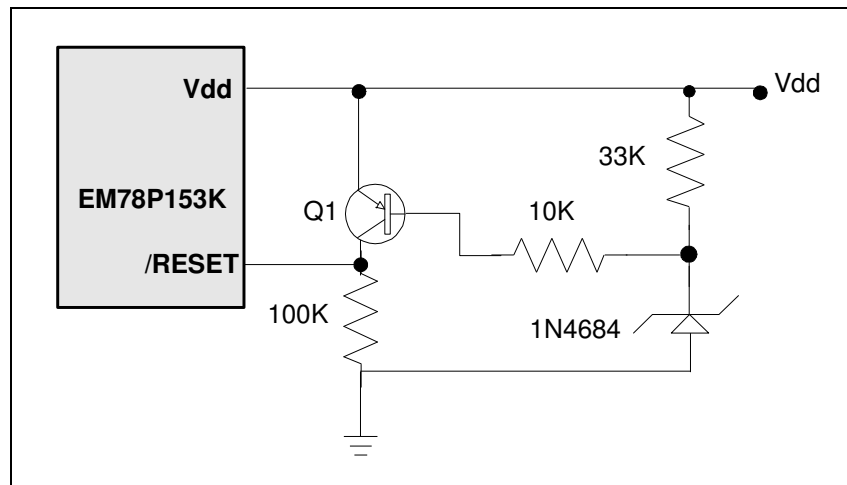 Vdd
Vdd
33K
EM78P153K
Q1
10K
/RESET
100K
1N4684